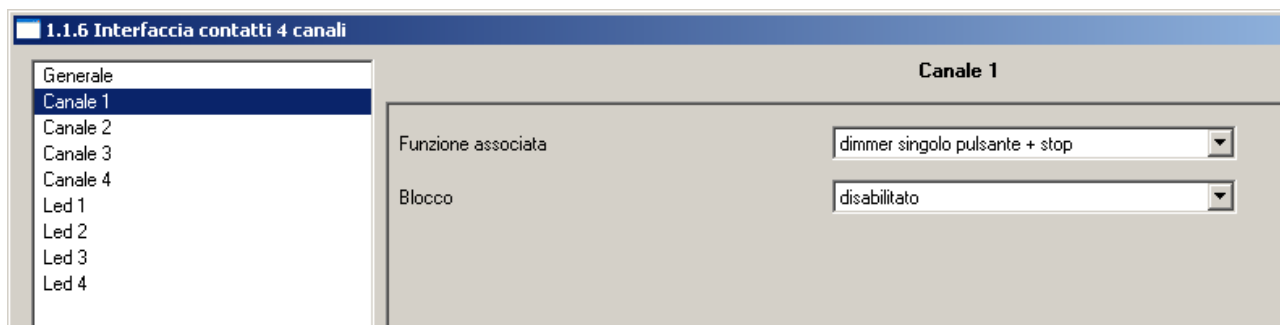 1.1.6 Interfaccia contatti 4 canali
Generale
Canale 1
Canale 2
Canale 3
Canale 4
Led 1
Led 2
Led 3
Led 4
Canale 1
Funzione associata
dimmer singolo pulsante + stop
Blocco
disabilitato